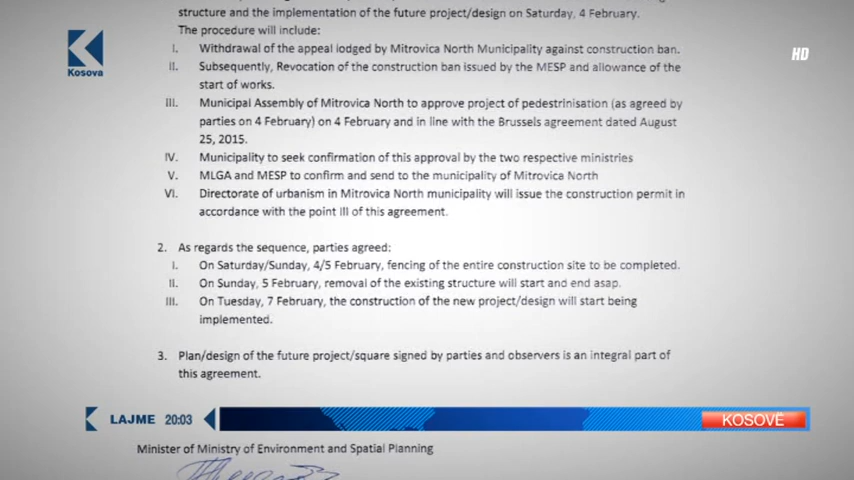 structure and the implementation of the future project/design on Saturday, 4 February.
The procedure will include:
I. Withdrawal of the appeal lodged by Mitrovica North Municipality against construction ban.
II. Subsequently, Revocation of the construction ban issued by the MESP and allowance of the
start of works.
III. Municipal Assembly of Mitrovica North to approve project of pedestrinisation (as agreed by
parties on 4 February) on 4 February and in line with the Brussels agreement dated August
25, 2015.
IV. Municipality to seek confirmation of this approval by the two respective ministries
V. MLGA and MESP to confirm and send to the municipality of Mitrovica North
VI. Directorate of urbanism in Mitrovica North municipality will issue the construction permit in
accordance with the point III of this agreement.
2. As regards the sequence, parties agreed:
I. On Saturday/Sunday, 4/5 February, fencing of the entire construction site to be completed.
II. On Sunday, 5 February, removal of the existing structure will start and end asap.
III. On Tuesday, 7 February, the construction of the new project/design will start being
implemented.
3. Plan/design of the future project/square signed by parties and observers is an integral part of
this agreement.
Minister of Ministry of Environment and Spatial Planning
Kosova
HD
LAJME 20:03
KOSOVË